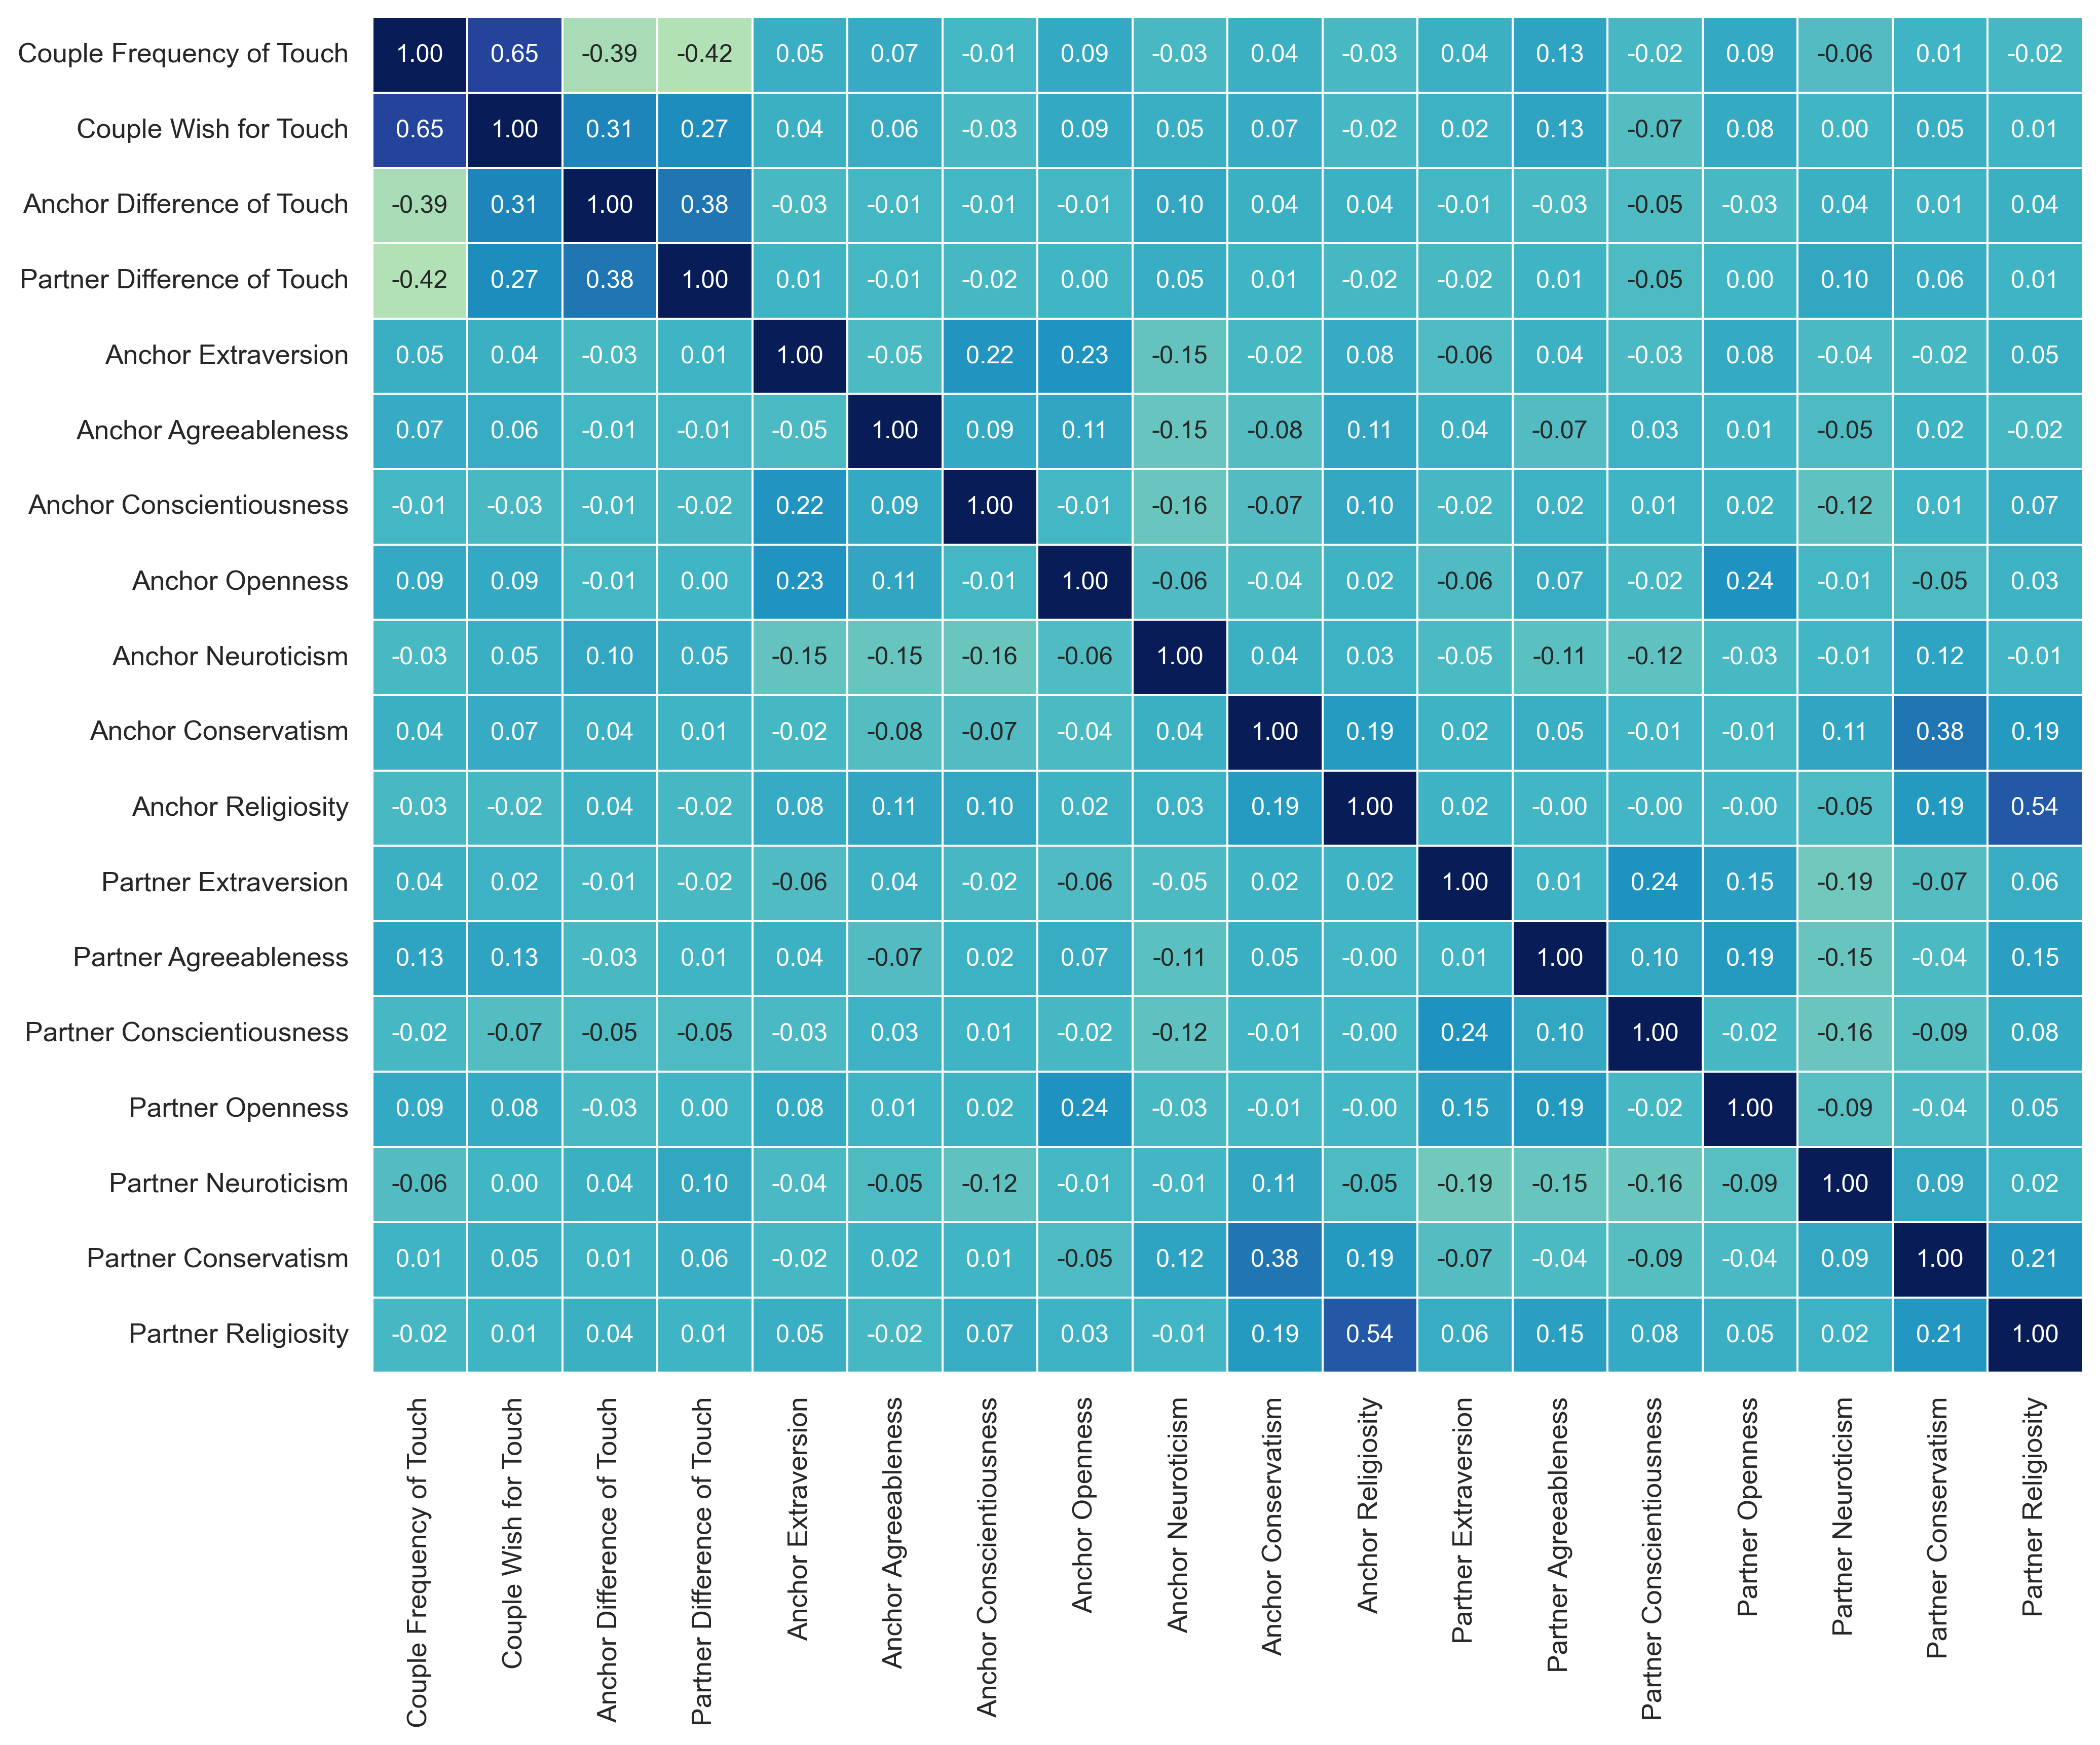 Couple Frequency of Touch 1.00 0.65 -0.39 -0.42 0.05 0.07 -0.01 0.09 -0.03 0.04 -0.03 0.04 0.13 -0.02 0.09 -0.06 0.01 -0.02
Couple Wish for Touch 0.65 1.00 0.31 0.27 0.04 0.06 -0.03 0.09 0.05 0.07 -0.02 0.02 0.13 -0.07 0.08 0.00 0.05 0.01
Anchor Difference of Touch -0.39 0.31 1.00 0.38 -0.03 -0.01 -0.01 -0.01 0.10 0.04 0.04 -0.01 -0.03 -0.05 -0.03 0.04 0.01 0.04
Partner Difference of Touch -0.42 0.27 0.38 1.00 0.01 -0.01 -0.02 0.00 0.05 0.01 -0.02 -0.02 0.01 -0.05 0.00 0.10 0.06 0.01
Anchor Extraversion 0.05 0.04 -0.03 0.01 1.00 -0.05 0.22 0.23 -0.15 -0.02 0.08 -0.06 0.04 -0.03 0.08 -0.04 -0.02 0.05
Anchor Agreeableness 0.07 0.06 -0.01 -0.01 -0.05 1.00 0.09 0.11 -0.15 -0.08 0.11 0.04 -0.07 0.03 0.01 -0.05 0.02 -0.02
Anchor Conscientiousness -0.01 -0.03 -0.01 -0.02 0.22 0.09 1.00 -0.01 -0.16 -0.07 0.10 -0.02 0.02 0.01 0.02 -0.12 0.01 0.07
Anchor Openness 0.09 0.09 -0.01 0.00 0.23 0.11 -0.01 1.00 -0.06 -0.04 0.02 -0.06 0.07 -0.02 0.24 -0.01 -0.05 0.03
Anchor Neuroticism -0.03 0.05 0.10 0.05 -0.15 -0.15 -0.16 -0.06 1.00 0.04 0.03 -0.05 -0.11 -0.12 -0.03 -0.01 0.12 -0.01
Anchor Conservatism 0.04 0.07 0.04 0.01 -0.02 -0.08 -0.07 -0.04 0.04 1.00 0.19 0.02 0.05 -0.01 -0.01 0.11 0.38 0.19
Anchor Religiosity -0.03 -0.02 0.04 -0.02 0.08 0.11 0.10 0.02 0.03 0.19 1.00 0.02 -0.00 -0.00 -0.00 -0.05 0.19 0.54
Partner Extraversion 0.04 0.02 -0.01 -0.02 -0.06 0.04 -0.02 -0.06 -0.05 0.02 0.02 1.00 0.01 0.24 0.15 -0.19 -0.07 0.06
Partner Agreeableness 0.13 0.13 -0.03 0.01 0.04 -0.07 0.02 0.07 -0.11 0.05 -0.00 0.01 1.00 0.10 0.19 -0.15 -0.04 0.15
Partner Conscientiousness -0.02 -0.07 -0.05 -0.05 -0.03 0.03 0.01 -0.02 -0.12 -0.01 -0.00 0.24 0.10 1.00 -0.02 -0.16 -0.09 0.08
Partner Openness 0.09 0.08 -0.03 0.00 0.08 0.01 0.02 0.24 -0.03 -0.01 -0.00 0.15 0.19 -0.02 1.00 -0.09 -0.04 0.05
Partner Neuroticism -0.06 0.00 0.04 0.10 -0.04 -0.05 -0.12 -0.01 -0.01 0.11 -0.05 -0.19 -0.15 -0.16 -0.09 1.00 0.09 0.02
Partner Conservatism 0.01 0.05 0.01 0.06 -0.02 0.02 0.01 -0.05 0.12 0.38 0.19 -0.07 -0.04 -0.09 -0.04 0.09 1.00 0.21
Partner Religiosity -0.02 0.01 0.04 0.01 0.05 -0.02 0.07 0.03 -0.01 0.19 0.54 0.06 0.15 0.08 0.05 0.02 0.21 1.00
Couple Frequency of Touch
Couple Wish for Touch
Anchor Difference of Touch
Partner Difference of Touch
Anchor Extraversion
Anchor Agreeableness
Anchor Conscientiousness
Anchor Openness
Anchor Neuroticism
Anchor Conservatism
Anchor Religiosity
Partner Extraversion
Partner Agreeableness
Partner Conscientiousness
Partner Openness
Partner Neuroticism
Partner Conservatism
Partner Religiosity